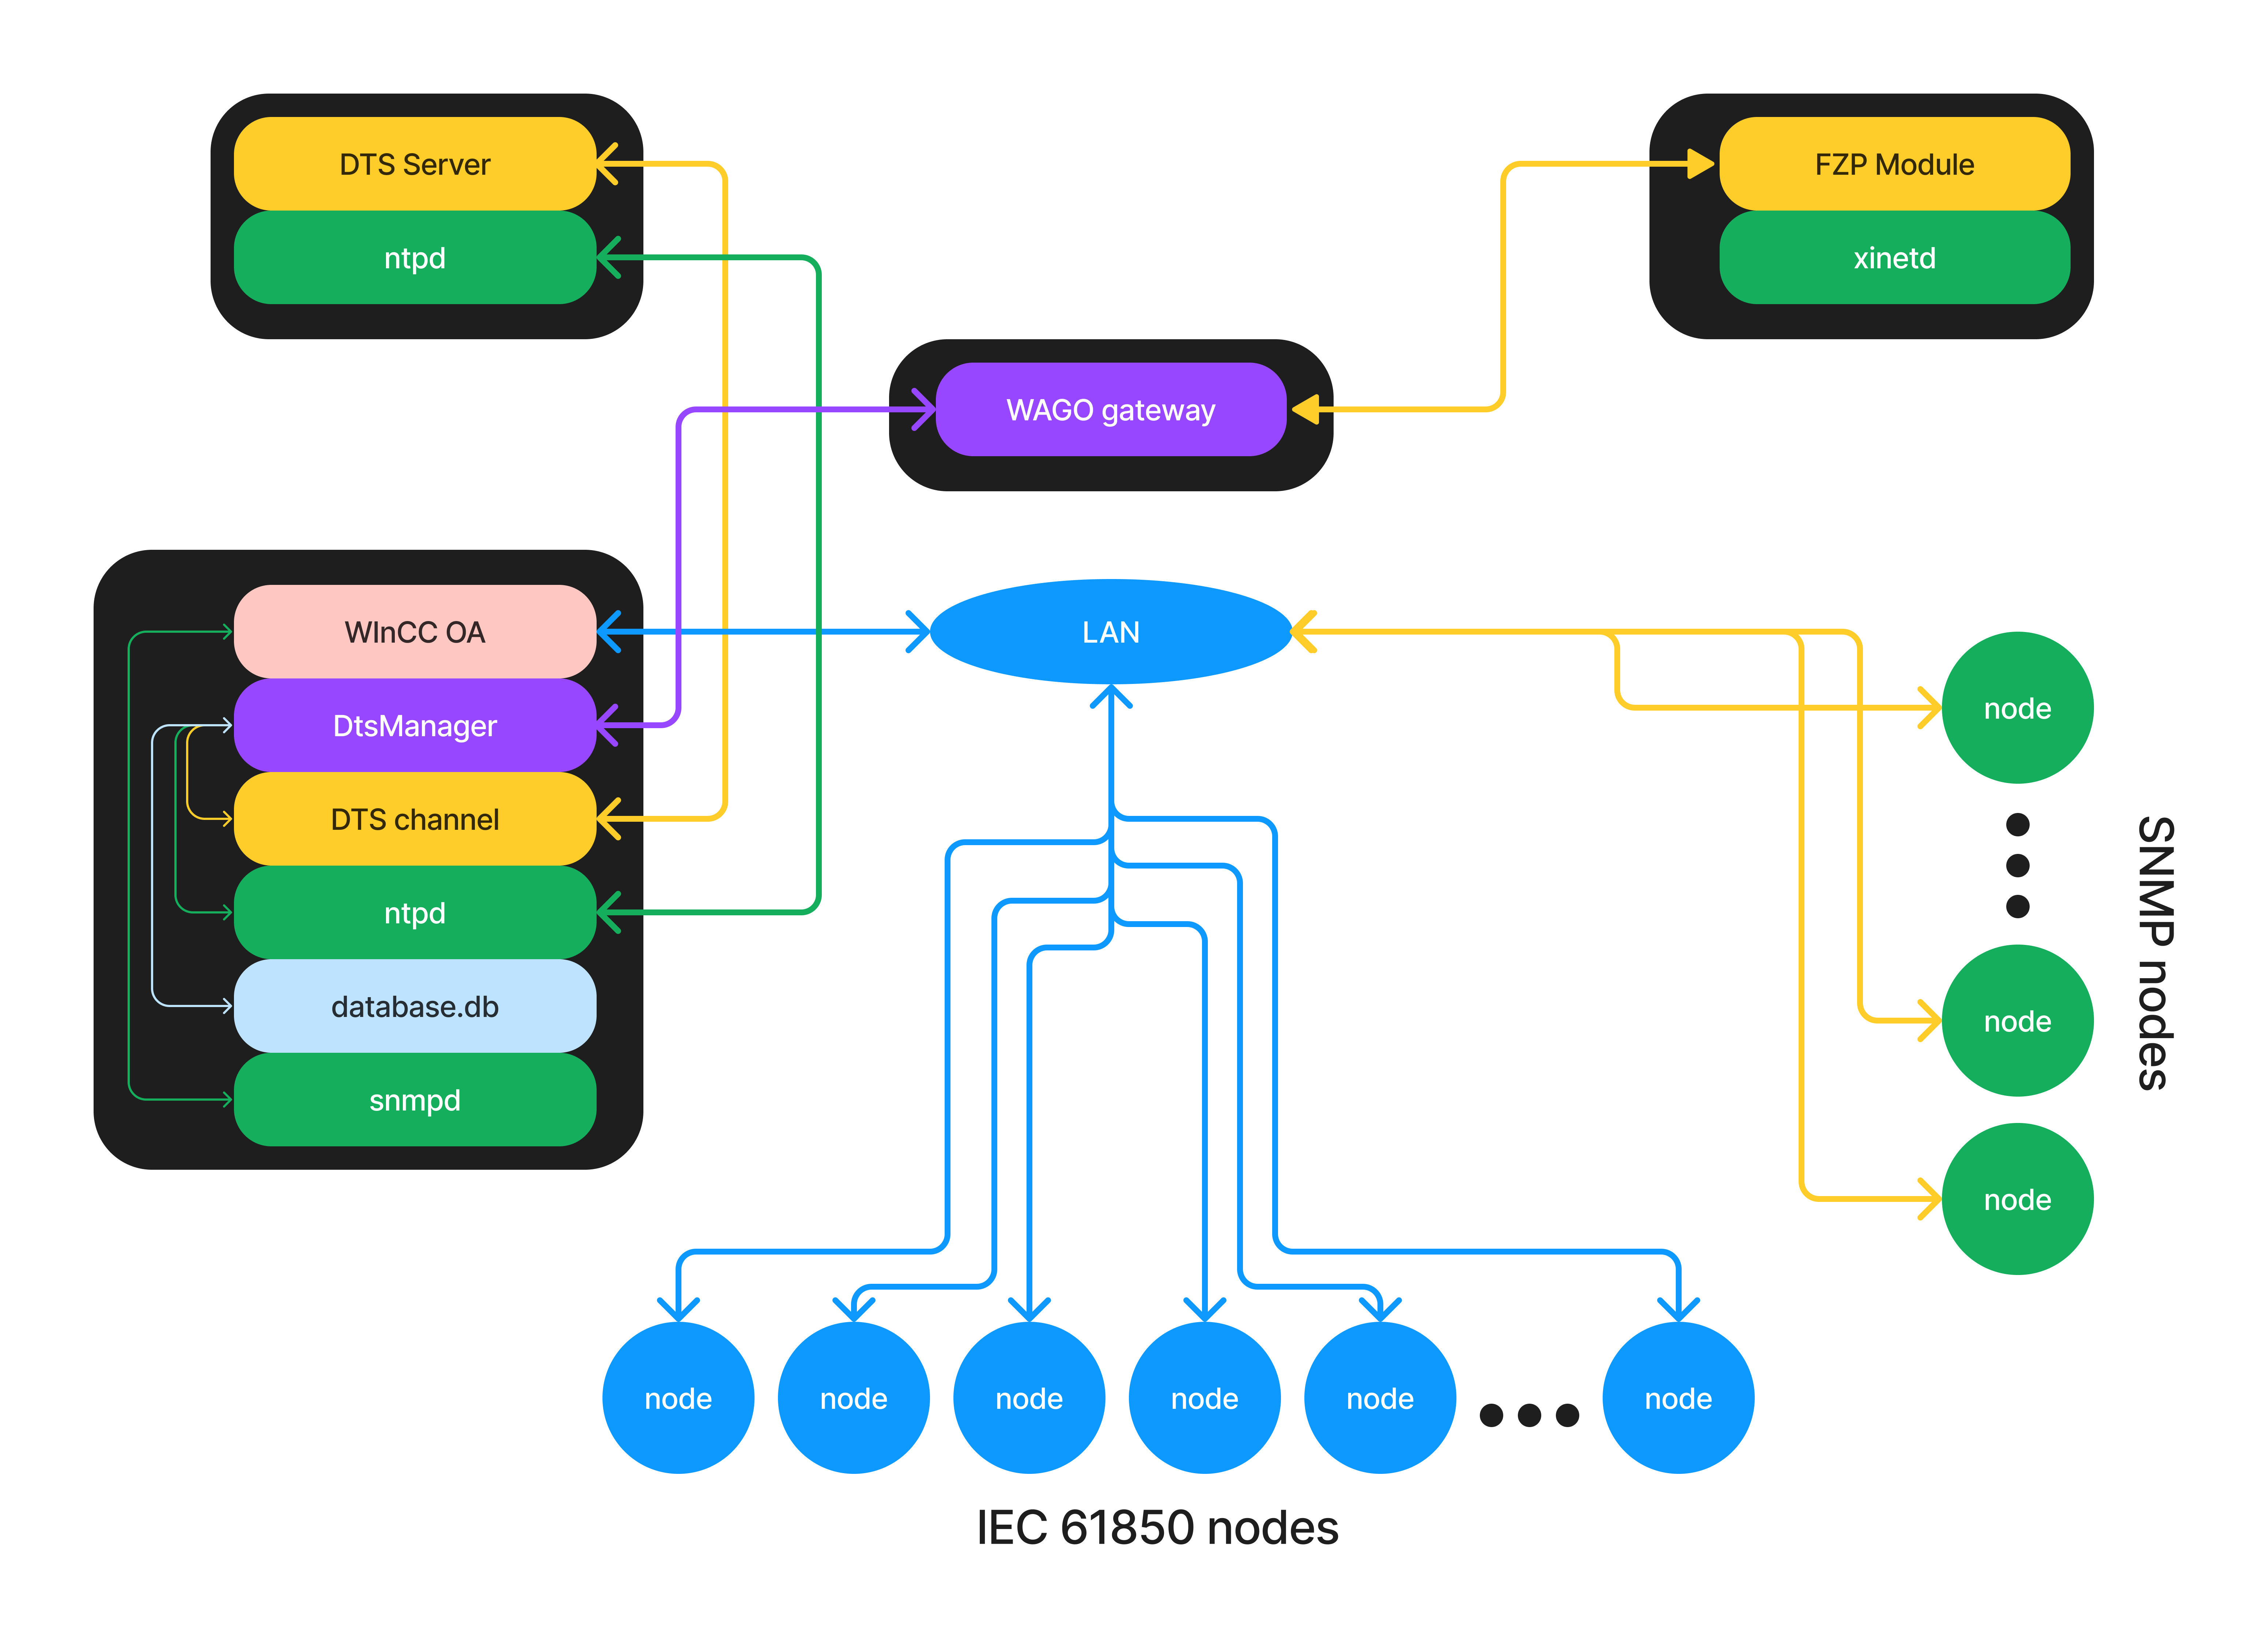 DTS Server
ntpd
FZP Module
xinetd
WAGO gateway
WInCC OA
DtsManager
DTS channel
ntpd
database.db
snmpd
LAN
node
node
node
SNMP nodes
node
node
node
node
node
node
IEC 61850 nodes